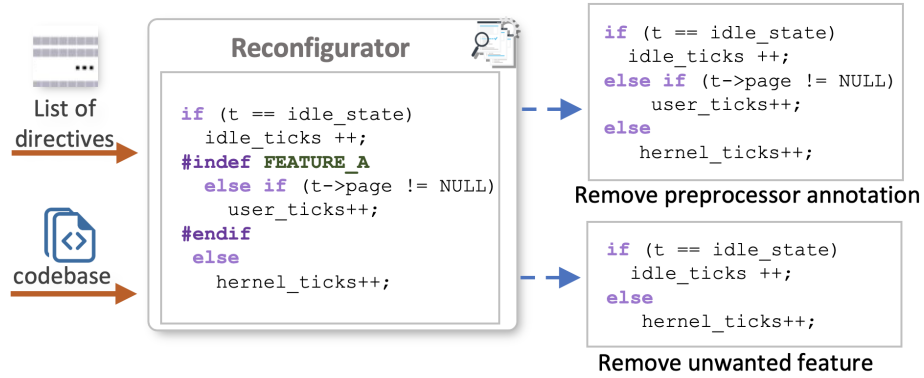 Reconfigurator
List of
directives
codebase
if (t == idle_state)
idle_ticks ++;
#indef FEATURE_A
else if (t->page != NULL)
user_ticks++;
#endif
else
hernel_ticks++;
if (t == idle_state)
idle_ticks ++;
else if (t->page != NULL)
user_ticks++;
else
hernel_ticks++;
Remove preprocessor annotation
if (t == idle_state)
idle_ticks ++;
else
hernel_ticks++;
Remove unwanted feature